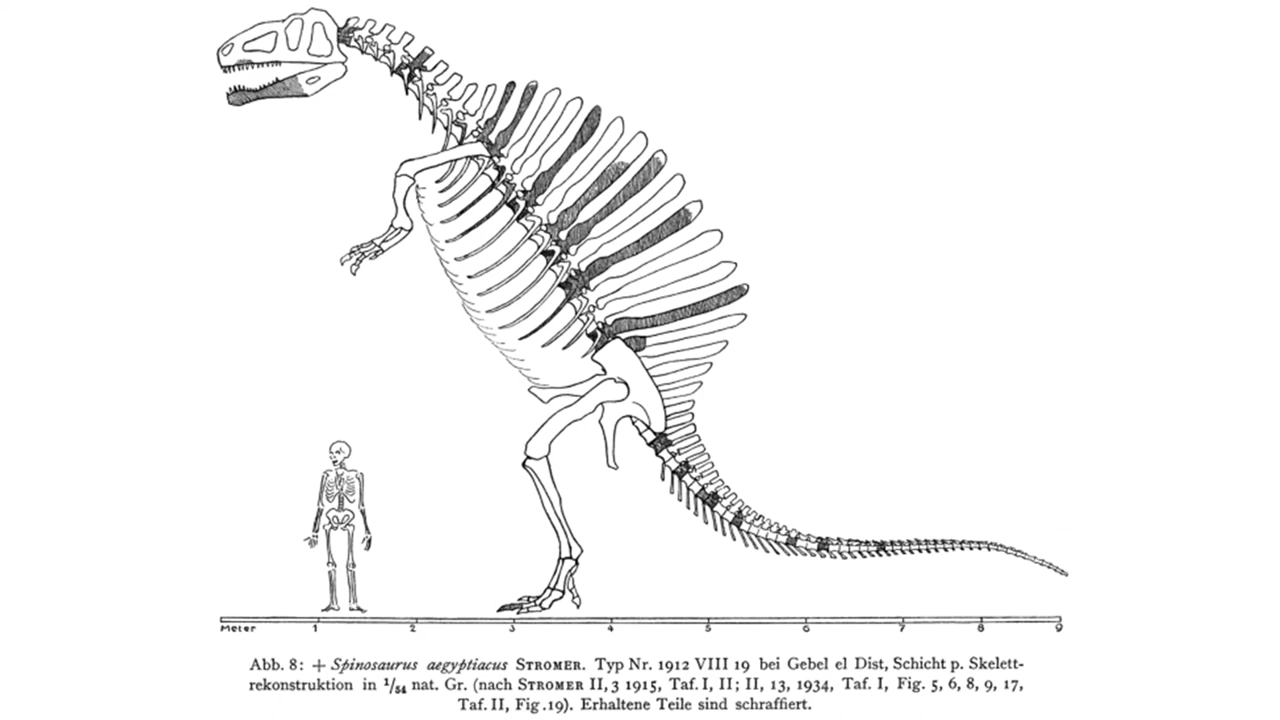 Meter 1 2 3 4 5 6 7 8 9
Abb. 8: + Spinosaurus aegyptiacus STROMER. Typ Nr. 1912 VIII 19 bei Gebel el Dist, Schicht p. Skelett-
rekonstruktion in 1/54 nat. Gr. (nach STROMER II, 3 1915, Taf. I, II; II, 13, 1934, Taf. I, Fig. 5, 6, 8, 9, 17,
Taf. II, Fig. 19). Erhaltene Teile sind schraffiert.